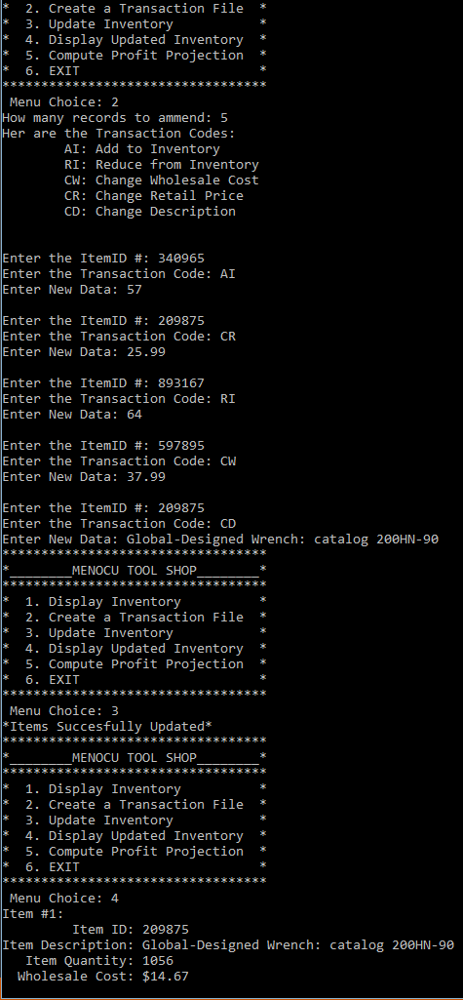 *  2. Create a Transaction File  *
*  3. Update Inventory           *
*  4. Display Updated Inventory  *
*  5. Compute Profit Projection  *
*  6. EXIT                       *
**********************************
 Menu Choice: 2
How many records to ammend: 5
Her are the Transaction Codes:
        AI: Add to Inventory
        RI: Reduce from Inventory
        CW: Change Wholesale Cost
        CR: Change Retail Price
        CD: Change Description
Enter the ItemID #: 340965
Enter the Transaction Code: AI
Enter New Data: 57
Enter the ItemID #: 209875
Enter the Transaction Code: CR
Enter New Data: 25.99
Enter the ItemID #: 893167
Enter the Transaction Code: RI
Enter New Data: 64
Enter the ItemID #: 597895
Enter the Transaction Code: CW
Enter New Data: 37.99
Enter the ItemID #: 209875
Enter the Transaction Code: CD
Enter New Data: Global-Designed Wrench: catalog 200HN-90
**********************************
*________MENOCU TOOL SHOP________*
**********************************
*  1. Display Inventory          *
*  2. Create a Transaction File  *
*  3. Update Inventory           *
*  4. Display Updated Inventory  *
*  5. Compute Profit Projection  *
*  6. EXIT                       *
**********************************
 Menu Choice: 3
*Items Succesfully Updated*
**********************************
*________MENOCU TOOL SHOP________*
**********************************
*  1. Display Inventory          *
*  2. Create a Transaction File  *
*  3. Update Inventory           *
*  4. Display Updated Inventory  *
*  5. Compute Profit Projection  *
*  6. EXIT                       *
**********************************
 Menu Choice: 4
Item #1:
         Item ID: 209875
Item Description: Global-Designed Wrench: catalog 200HN-90
   Item Quantity: 1056
  Wholesale Cost: $14.67